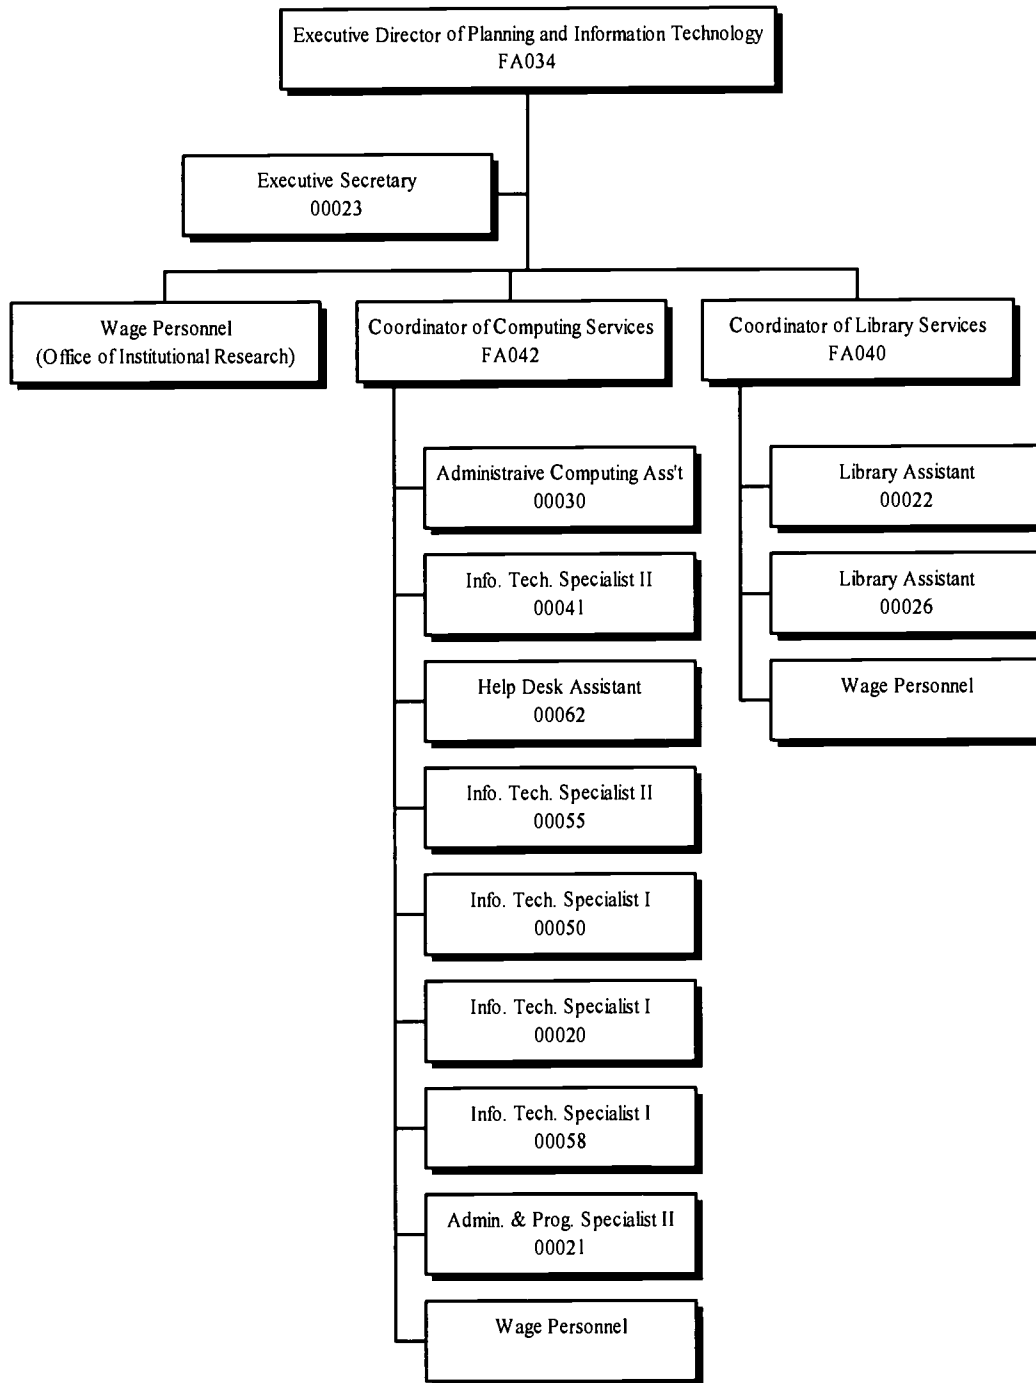 Executive Director of Planning and Information Technology
FA034
Executive Secretary
00023
Wage Personnel
(Office of Institutional Research)
Coordinator of Computing Services
FA042
Coordinator of Library Services
FA040
Administraive Computing Ass't
00030
Info. Tech. Specialist II
00041
Help Desk Assistant
00062
Info. Tech. Specialist II
00055
Info. Tech. Specialist I
00050
Info. Tech. Specialist I
00020
Info. Tech. Specialist I
00058
Admin. & Prog. Specialist II
00021
Wage Personnel
Library Assistant
00022
Library Assistant
00026
Wage Personnel